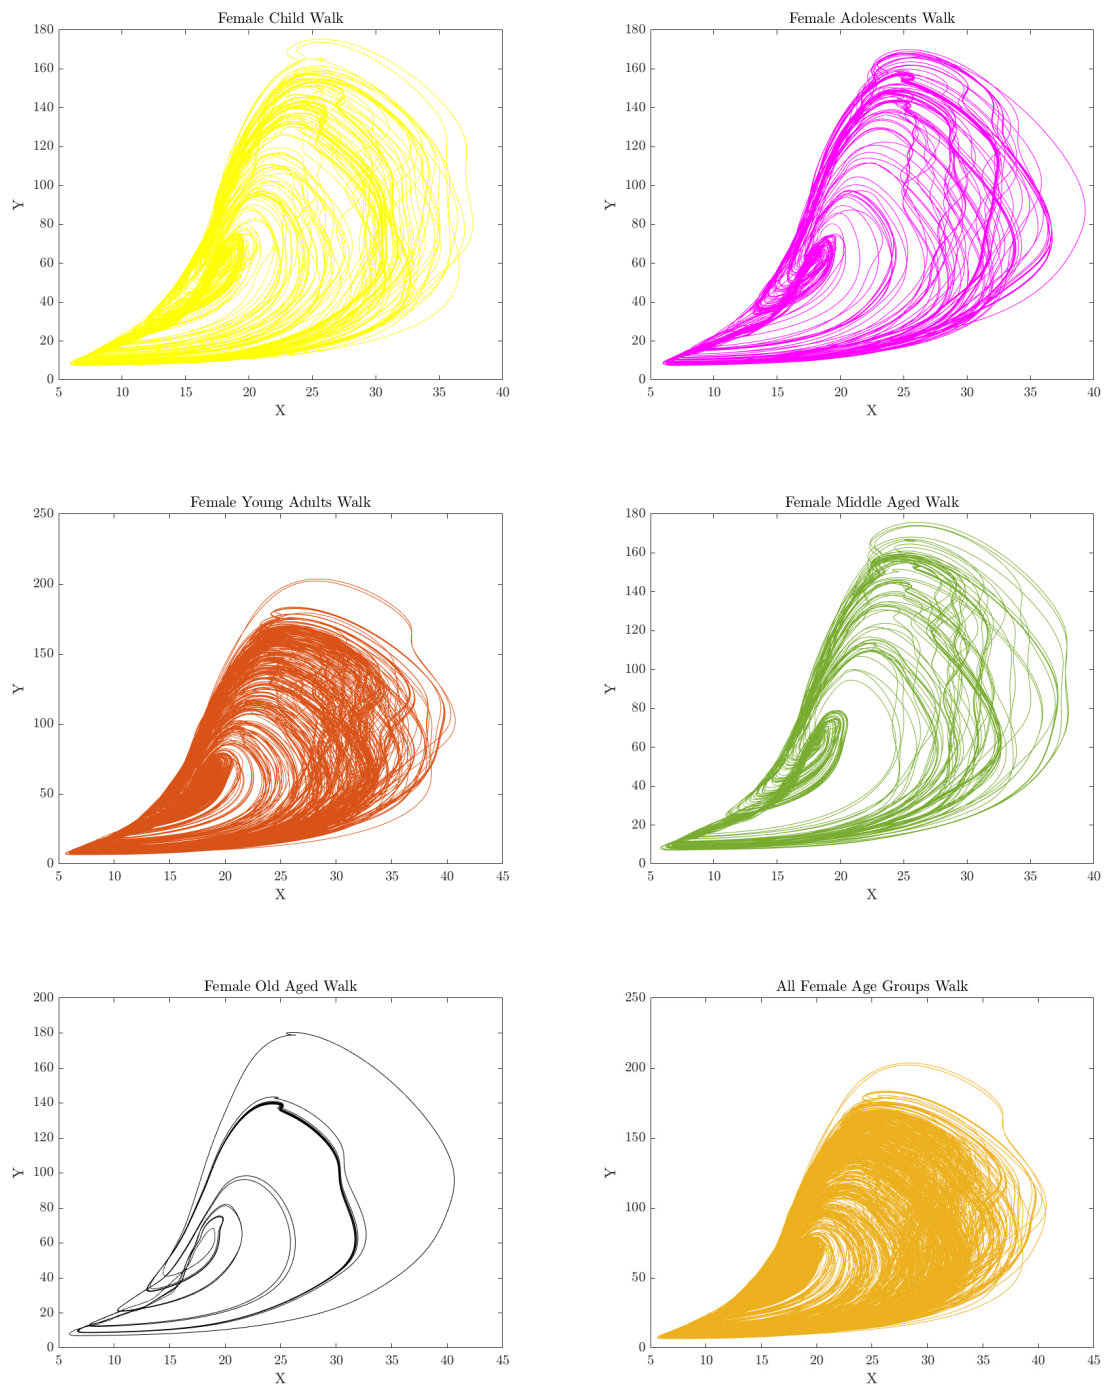 Female Child Walk
180
160
140
120
100
80
60
40
20
0
Y
5 10 15 20 25 30 35 40
X
Female Adolescents Walk
180
160
140
120
100
80
60
40
20
0
Y
5 10 15 20 25 30 35 40
X
Female Young Adults Walk
250
200
150
100
50
0
Y
5 10 15 20 25 30 35 40 45
X
Female Middle Aged Walk
180
160
140
120
100
80
60
40
20
0
Y
5 10 15 20 25 30 35 40
X
Female Old Aged Walk
200
180
160
140
120
100
80
60
40
20
0
Y
5 10 15 20 25 30 35 40 45
X
All Female Age Groups Walk
250
200
150
100
50
0
Y
5 10 15 20 25 30 35 40 45
X